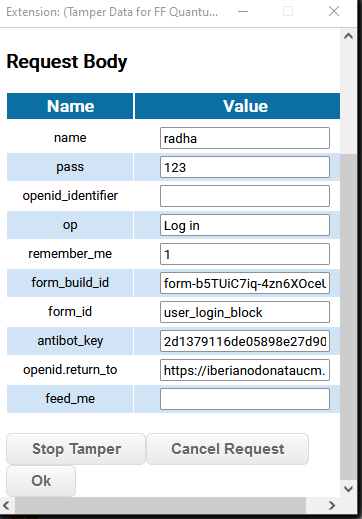 Extension: (Tamper Data for FF Quantu...
Request Body
Name Value
name radha
pass 123
openid_identifier
op Log in
remember_me 1
form_build_id form-b5TUiC7iq-4zn6XOceU
form_id user_login_block
antibot_key 2d1379116de05898e27d90
openid.return_to https://iberianodonataucm.
feed_me
Stop Tamper Cancel Request
Ok